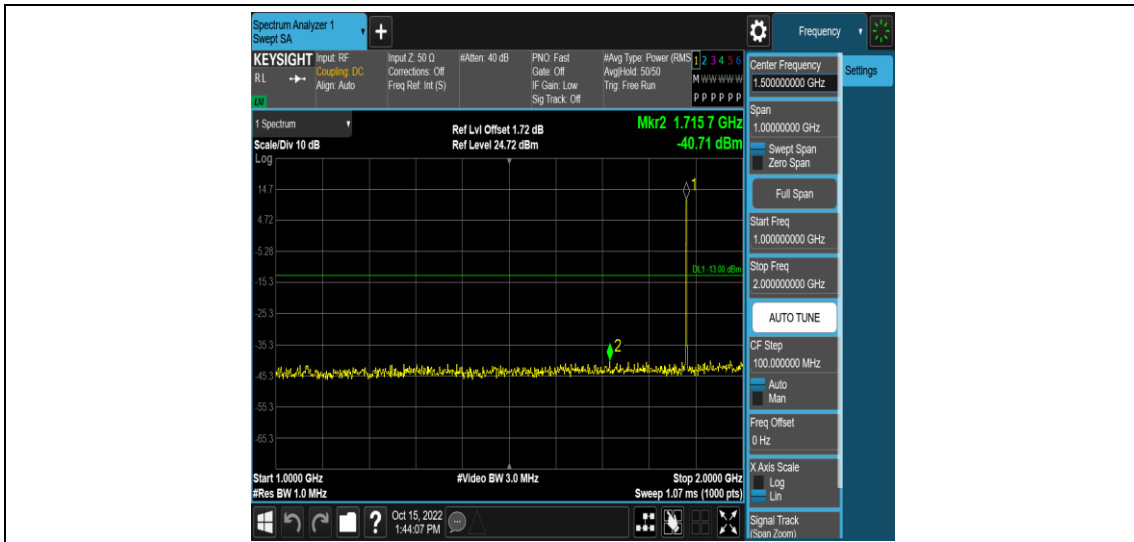 Spectrum Analyzer 1
Swept SA
+
Frequency
KEYSIGHT
RL
LXI
Input: RF
Coupling: DC
Align: Auto
Input Z: 50 Ω
Corrections: Off
Freq Ref: Int (S)
#Atten: 40 dB
PNO: Fast
Gate: Off
IF Gain: Low
Sig Track: Off
#Avg Type: Power (RMS
Avg|Hold: 50/50
Trig: Free Run
1 2 3 4 5 6
M W W W W W
P P P P P P
1 Spectrum
Scale/Div 10 dB
Log
Ref Lvl Offset 1.72 dB
Ref Level 24.72 dBm
Mkr2 1.715 7 GHz
-40.71 dBm
14.7
4.72
-5.28
-15.3
-25.3
-35.3
-45.3
-55.3
-65.3
1
DL1 -13.00 dBm
2
Start 1.0000 GHz
#Res BW 1.0 MHz
#Video BW 3.0 MHz
Stop 2.0000 GHz
Sweep 1.07 ms (1000 pts)
?
Oct 15, 2022
1:44:07 PM
Center Frequency
1.500000000 GHz
Settings
Span
1.00000000 GHz
Swept Span
Zero Span
Full Span
Start Freq
1.000000000 GHz
Stop Freq
2.000000000 GHz
AUTO TUNE
CF Step
100.000000 MHz
Auto
Man
Freq Offset
0 Hz
X Axis Scale
Log
Lin
Signal Track
(Span Zoom)